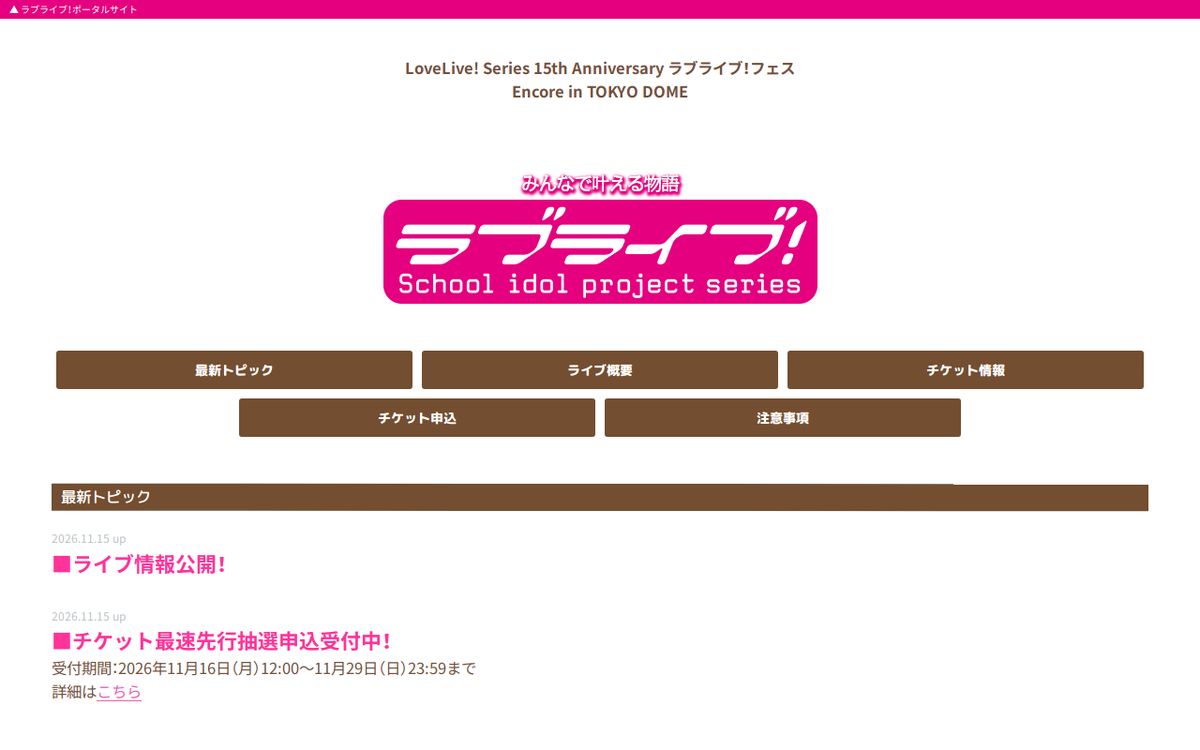 ▲ラブライブ!ポータルサイト
LoveLive! Series 15th Anniversary ラブライブ!フェス
Encore in TOKYO DOME
みんなで叶える物語
ラブライブ!
School idol project series
最新トピック
ライブ概要
チケット情報
チケット申込
注意事項
最新トピック
2026.11.15 up
■ライブ情報公開!
2026.11.15 up
■チケット最速先行抽選申込受付中!
受付期間:2026年11月16日(月)12:00～11月29日(日)23:59まで
詳細はこちら